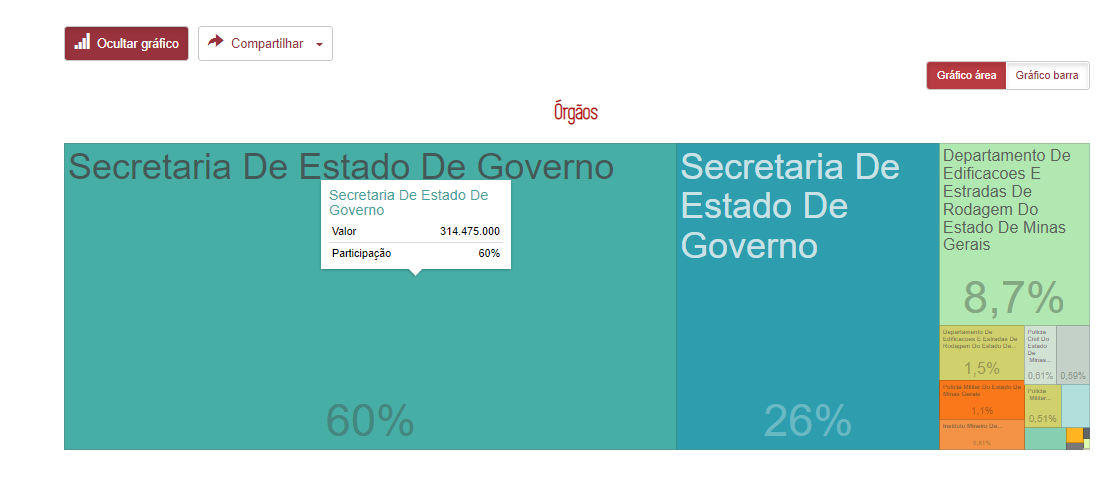 Ocultar gráfico
Compartilhar
Gráfico área
Gráfico barra
Órgãos
Secretaria De Estado De Governo
60%
Secretaria De Estado De
Governo
Valor 314.475.000
Participação 60%
Secretaria De
Estado De
Governo
26%
Departamento De
Edificacoes E
Estradas De
Rodagem Do
Estado De Minas
Gerais
8,7%
Departamento De
Edificacoes E Estradas De
Rodagem Do Estado De...
1,5%
Policia
Civil Do
Estado
De
Minas...
0,61%
0,59%
Policia Militar Do Estado De
Minas Gerais
1,1%
Policia
Militar...
0,51%
Instituto Mineiro De...